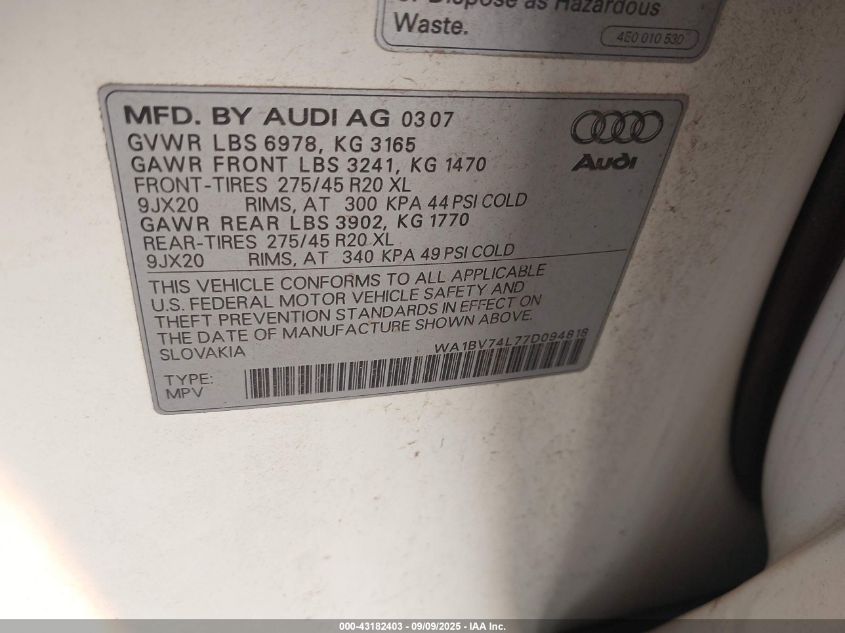 or Dispose as Hazardous
Waste.
4E0 010 530
MFD. BY AUDI AG 03 07
GVWR LBS 6978, KG 3165
GAWR FRONT LBS 3241, KG 1470
FRONT-TIRES 275/45 R20 XL
9JX20 RIMS, AT 300 KPA 44 PSI COLD
GAWR REAR LBS 3902, KG 1770
REAR-TIRES 275/45 R20 XL
9JX20 RIMS, AT 340 KPA 49 PSI COLD
Audi
THIS VEHICLE CONFORMS TO ALL APPLICABLE
U.S. FEDERAL MOTOR VEHICLE SAFETY AND
THEFT PREVENTION STANDARDS IN EFFECT ON
THE DATE OF MANUFACTURE SHOWN ABOVE.
SLOVAKIA
WA1BV74L77D094818
TYPE:
MPV
000-43182403 - 09/09/2025 - IAA Inc.